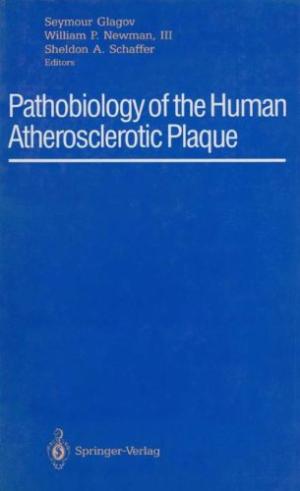 Seymour Glagov
William P. Newman, III
Sheldon A. Schaffer
Editors
Pathobiology of the Human
Atherosclerotic Plaque
Springer-Verlag